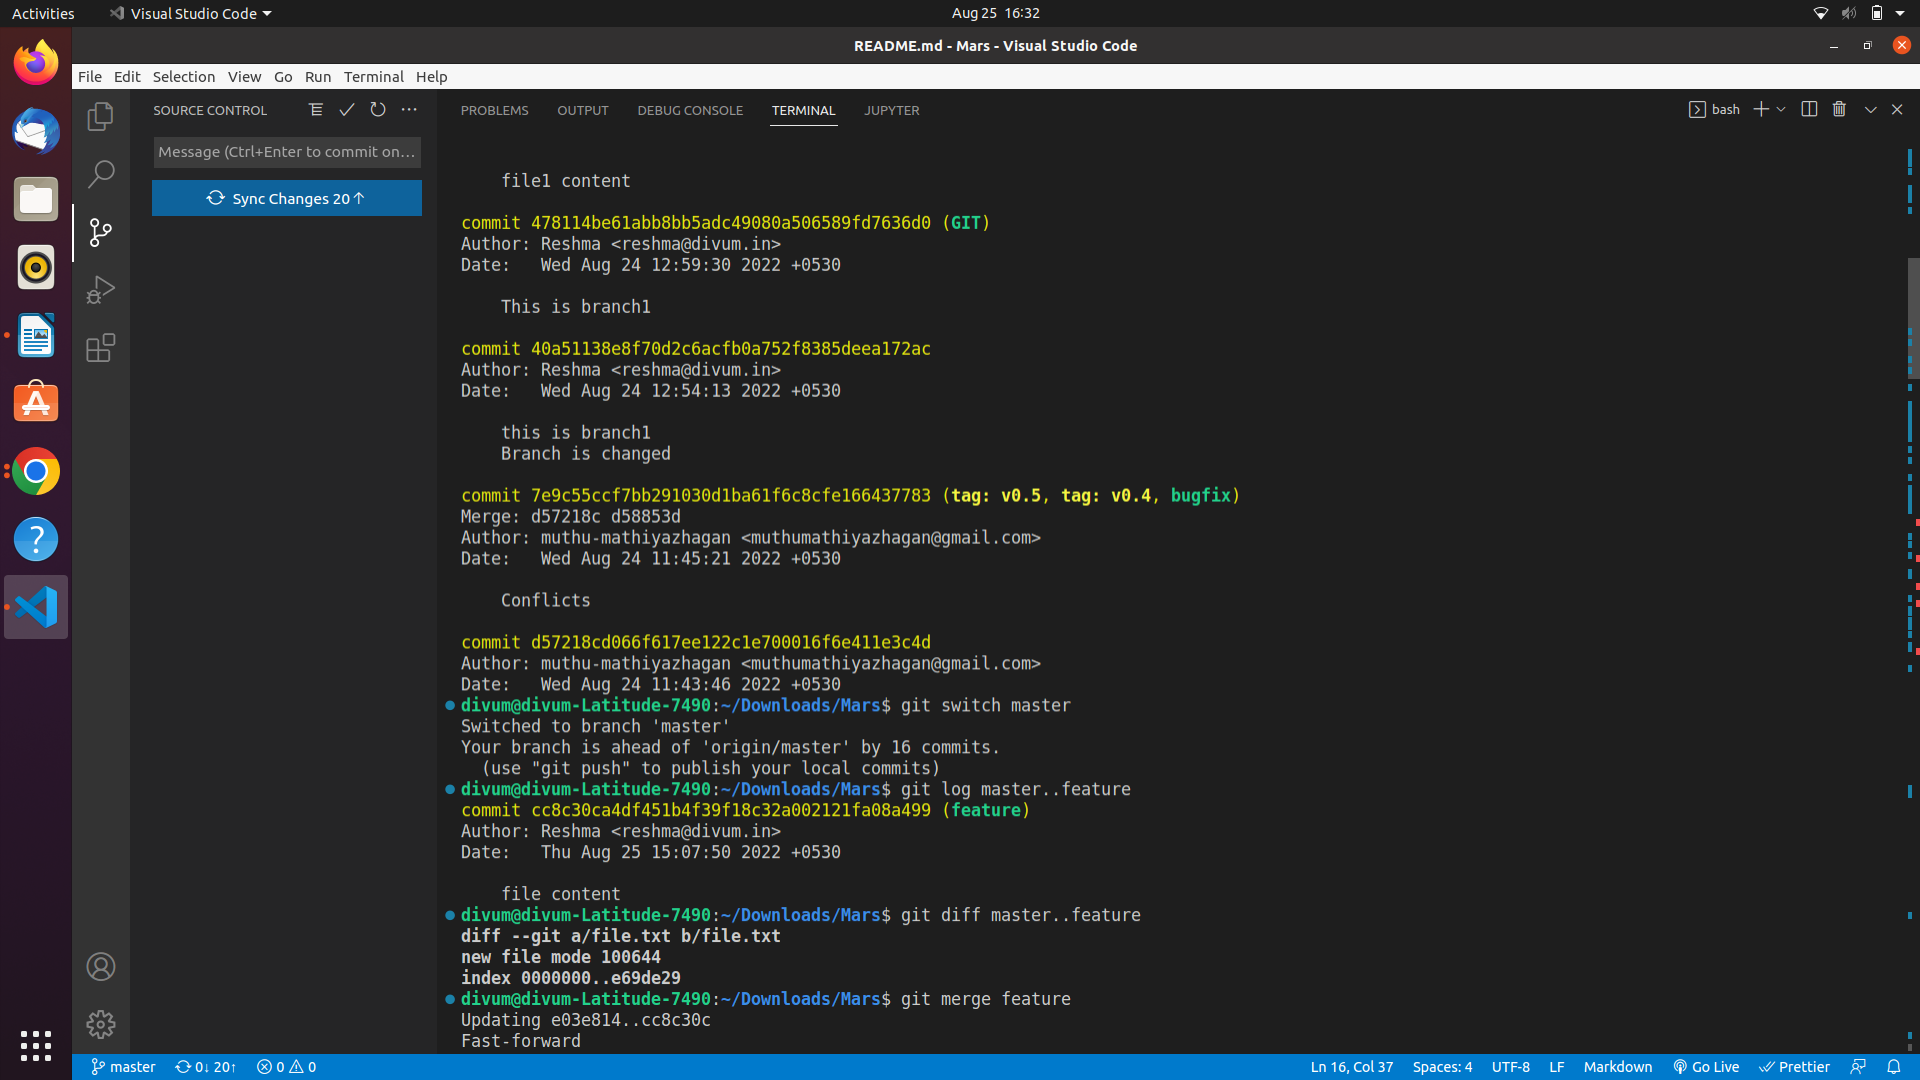 Activities
Visual Studio Code
Aug 25 16:32
README.md - Mars - Visual Studio Code
File Edit Selection View Go Run Terminal Help
SOURCE CONTROL
Message (Ctrl+Enter to commit on…
Sync Changes 20↑
PROBLEMS OUTPUT DEBUG CONSOLE TERMINAL JUPYTER
bash
file1 content
commit 478114be61abb8bb5adc49080a506589fd7636d0 (GIT)
Author: Reshma <reshma@divum.in>
Date:   Wed Aug 24 12:59:30 2022 +0530
This is branch1
commit 40a51138e8f70d2c6acfb0a752f8385deea172ac
Author: Reshma <reshma@divum.in>
Date:   Wed Aug 24 12:54:13 2022 +0530
this is branch1
Branch is changed
commit 7e9c55ccf7bb291030d1ba61f6c8cfe166437783 (tag: v0.5, tag: v0.4, bugfix)
Merge: d57218c d58853d
Author: muthu-mathiyazhagan <muthumathiyazhagan@gmail.com>
Date:   Wed Aug 24 11:45:21 2022 +0530
Conflicts
commit d57218cd066f617ee122c1e700016f6e411e3c4d
Author: muthu-mathiyazhagan <muthumathiyazhagan@gmail.com>
Date:   Wed Aug 24 11:43:46 2022 +0530
divum@divum-Latitude-7490:~/Downloads/Mars$ git switch master
Switched to branch 'master'
Your branch is ahead of 'origin/master' by 16 commits.
(use "git push" to publish your local commits)
divum@divum-Latitude-7490:~/Downloads/Mars$ git log master..feature
commit cc8c30ca4df451b4f39f18c32a002121fa08a499 (feature)
Author: Reshma <reshma@divum.in>
Date:   Thu Aug 25 15:07:50 2022 +0530
file content
divum@divum-Latitude-7490:~/Downloads/Mars$ git diff master..feature
diff --git a/file.txt b/file.txt
new file mode 100644
index 0000000..e69de29
divum@divum-Latitude-7490:~/Downloads/Mars$ git merge feature
Updating e03e814..cc8c30c
Fast-forward
master 0↓ 20↑ 0 0
Ln 16, Col 37 Spaces: 4 UTF-8 LF Markdown Go Live Prettier